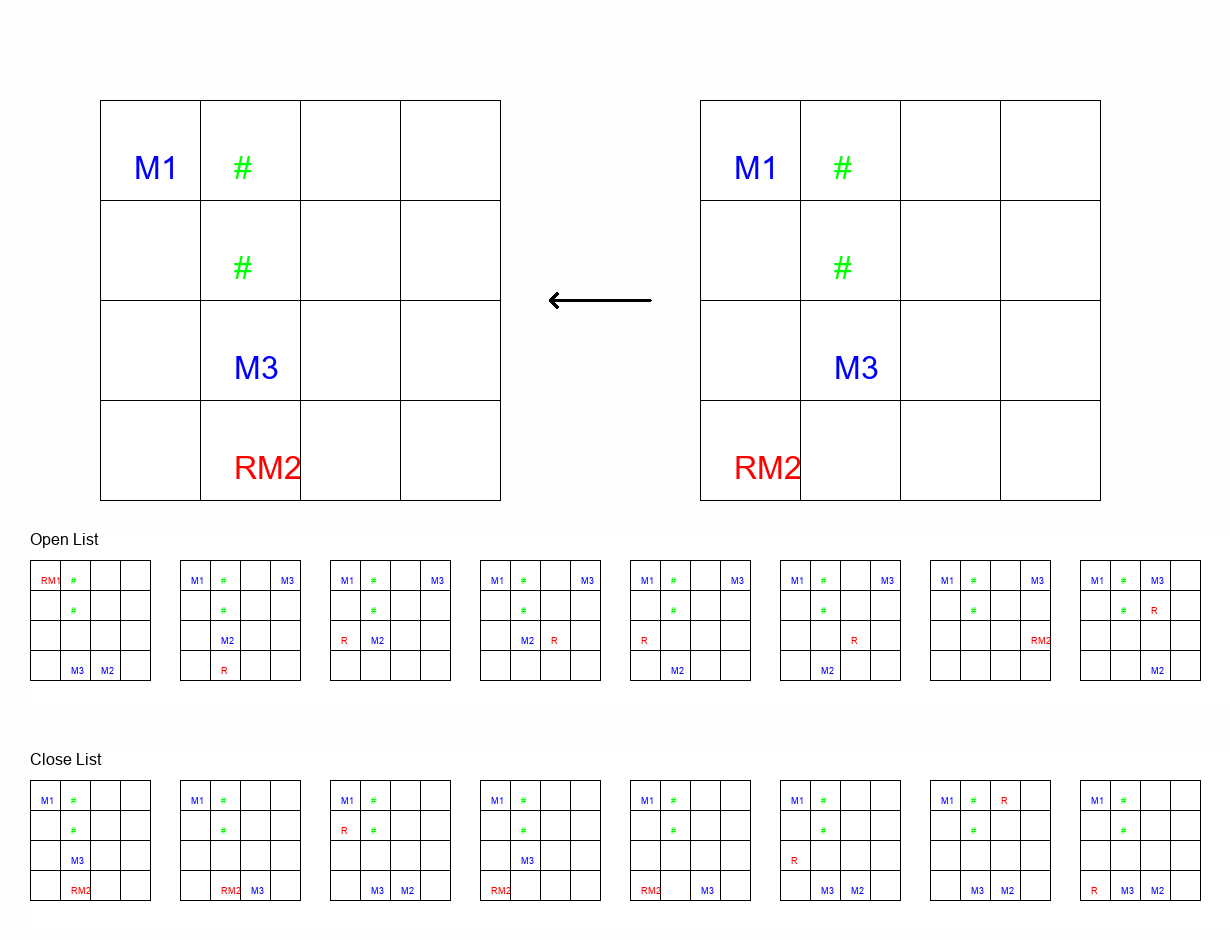 M1 # M1 #
# #
M3 M3
RM2 RM2
Open List
RM1 # M1 # M3 M1 # M3 M1 # M3 M1 # M3 M1 # M3 M1 # M3 M1 # M3
# # # # # # # # R
M2 R M2 M2 R R R RM2
M3 M2 R M2 M2 M2
Close List
M1 # M1 # M1 # M1 # M1 # M1 # M1 # R M1 #
# # R # # # # # #
M3 M3 R
RM2 RM2 M3 M3 M2 RM2 RM2 M3 M3 M2 M3 M2 R M3 M2